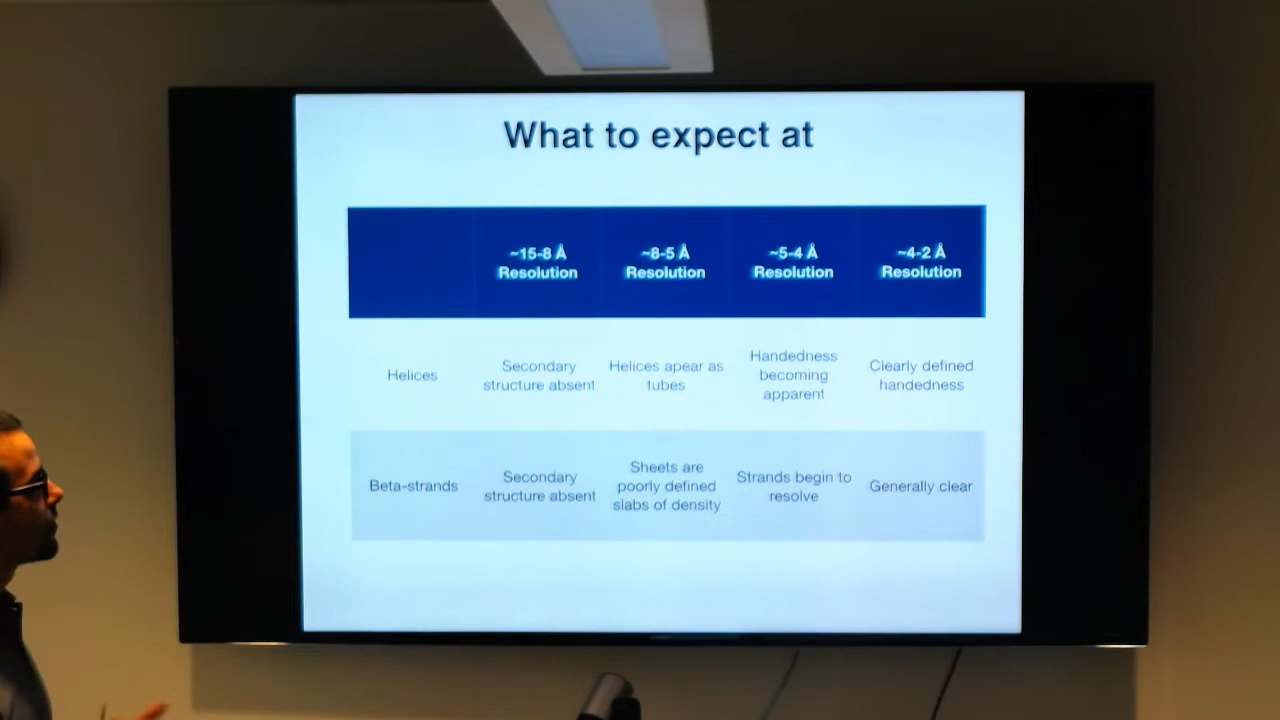 What to expect at
~15-8 Å
Resolution
~8-5 Å
Resolution
~5-4 Å
Resolution
~4-2 Å
Resolution
Helices
Secondary
structure absent
Helices apear as
tubes
Handedness
becoming
apparent
Clearly defined
handedness
Beta-strands
Secondary
structure absent
Sheets are
poorly defined
slabs of density
Strands begin to
resolve
Generally clear